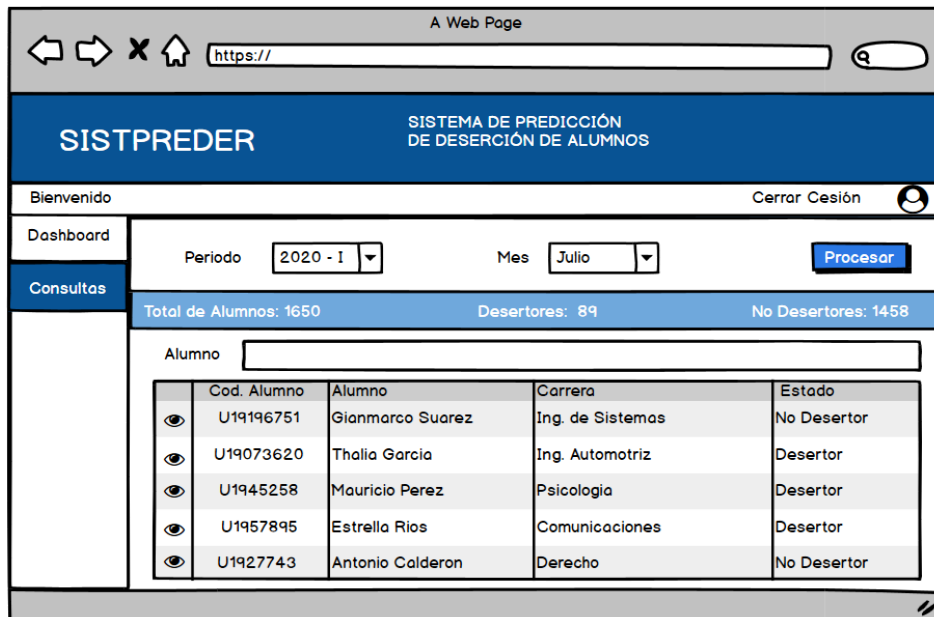 A Web Page
https://
SISTPREDER
SISTEMA DE PREDICCIÓN
DE DESERCIÓN DE ALUMNOS
Bienvenido
Cerrar Cesión
Dashboard
Consultas
Periodo 2020 - I Mes Julio Procesar
Total de Alumnos: 1650 Desertores: 89 No Desertores: 1458
Alumno
Cod. Alumno Alumno Carrera Estado
U19196751 Gianmarco Suarez Ing. de Sistemas No Desertor
U19073620 Thalia Garcia Ing. Automotriz Desertor
U1945258 Mauricio Perez Psicologia Desertor
U1957895 Estrella Rios Comunicaciones Desertor
U1927743 Antonio Calderon Derecho No Desertor